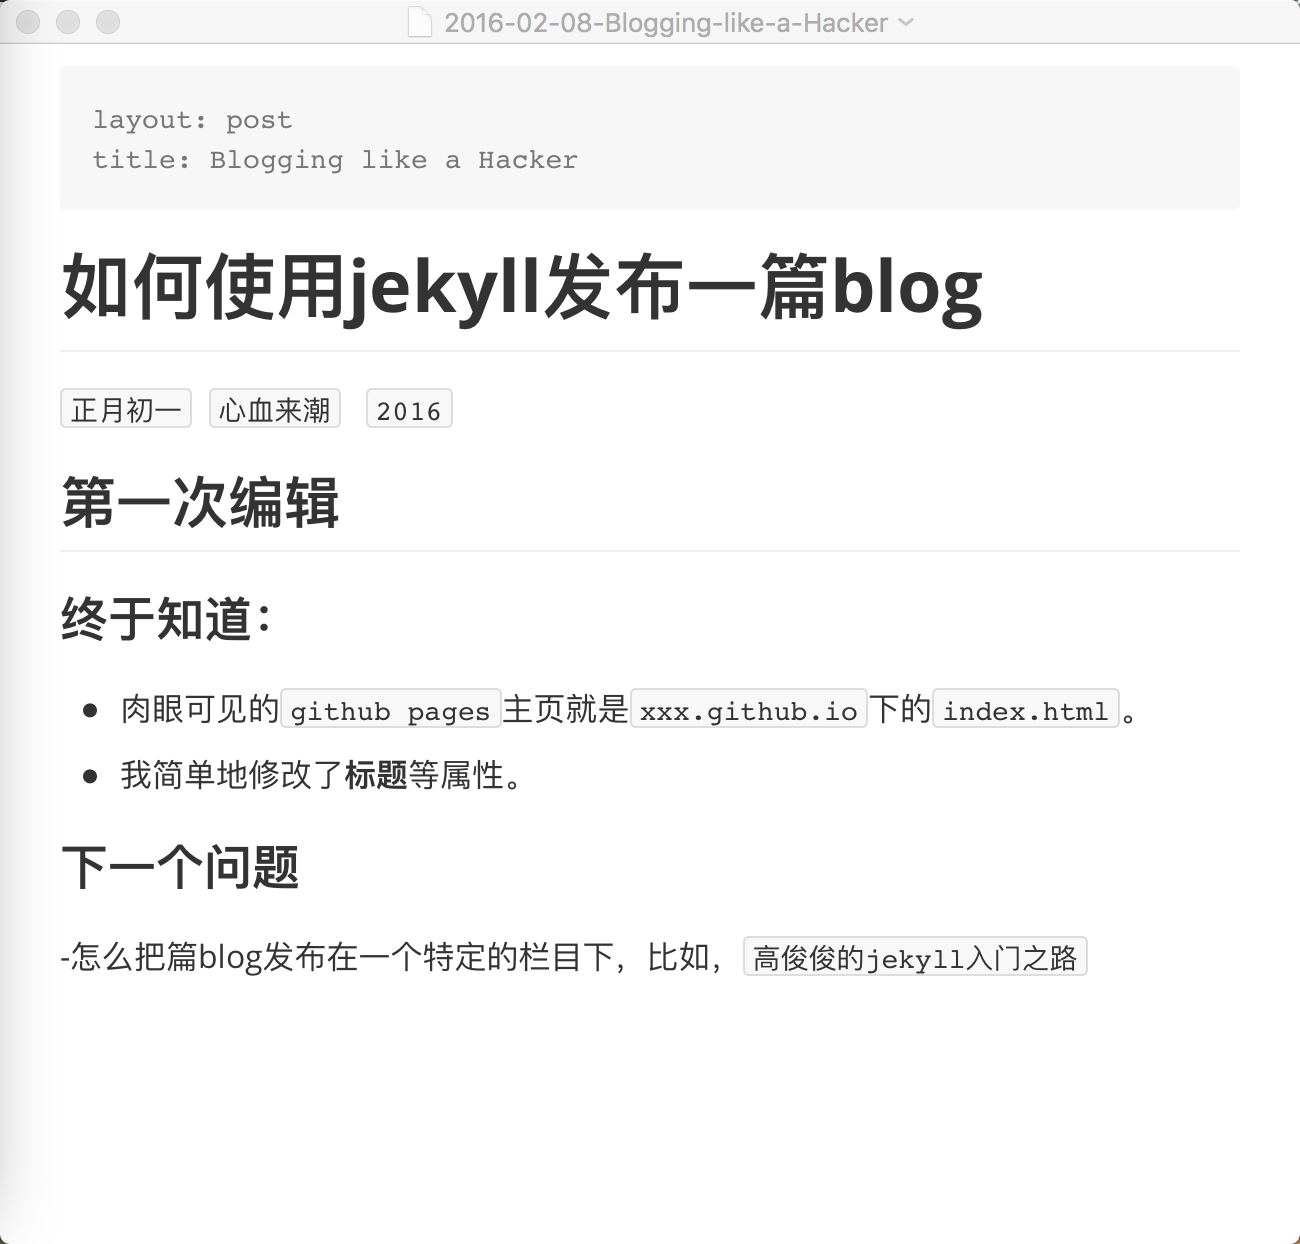 2016-02-08-Blogging-like-a-Hacker
layout: post
title: Blogging like a Hacker
如何使用jekyll发布一篇blog
正月初一 心血来潮 2016
第一次编辑
终于知道：
肉眼可见的github pages主页就是xxx.github.io下的index.html。
我简单地修改了标题等属性。
下一个问题
-怎么把篇blog发布在一个特定的栏目下，比如，高俊俊的jekyll入门之路